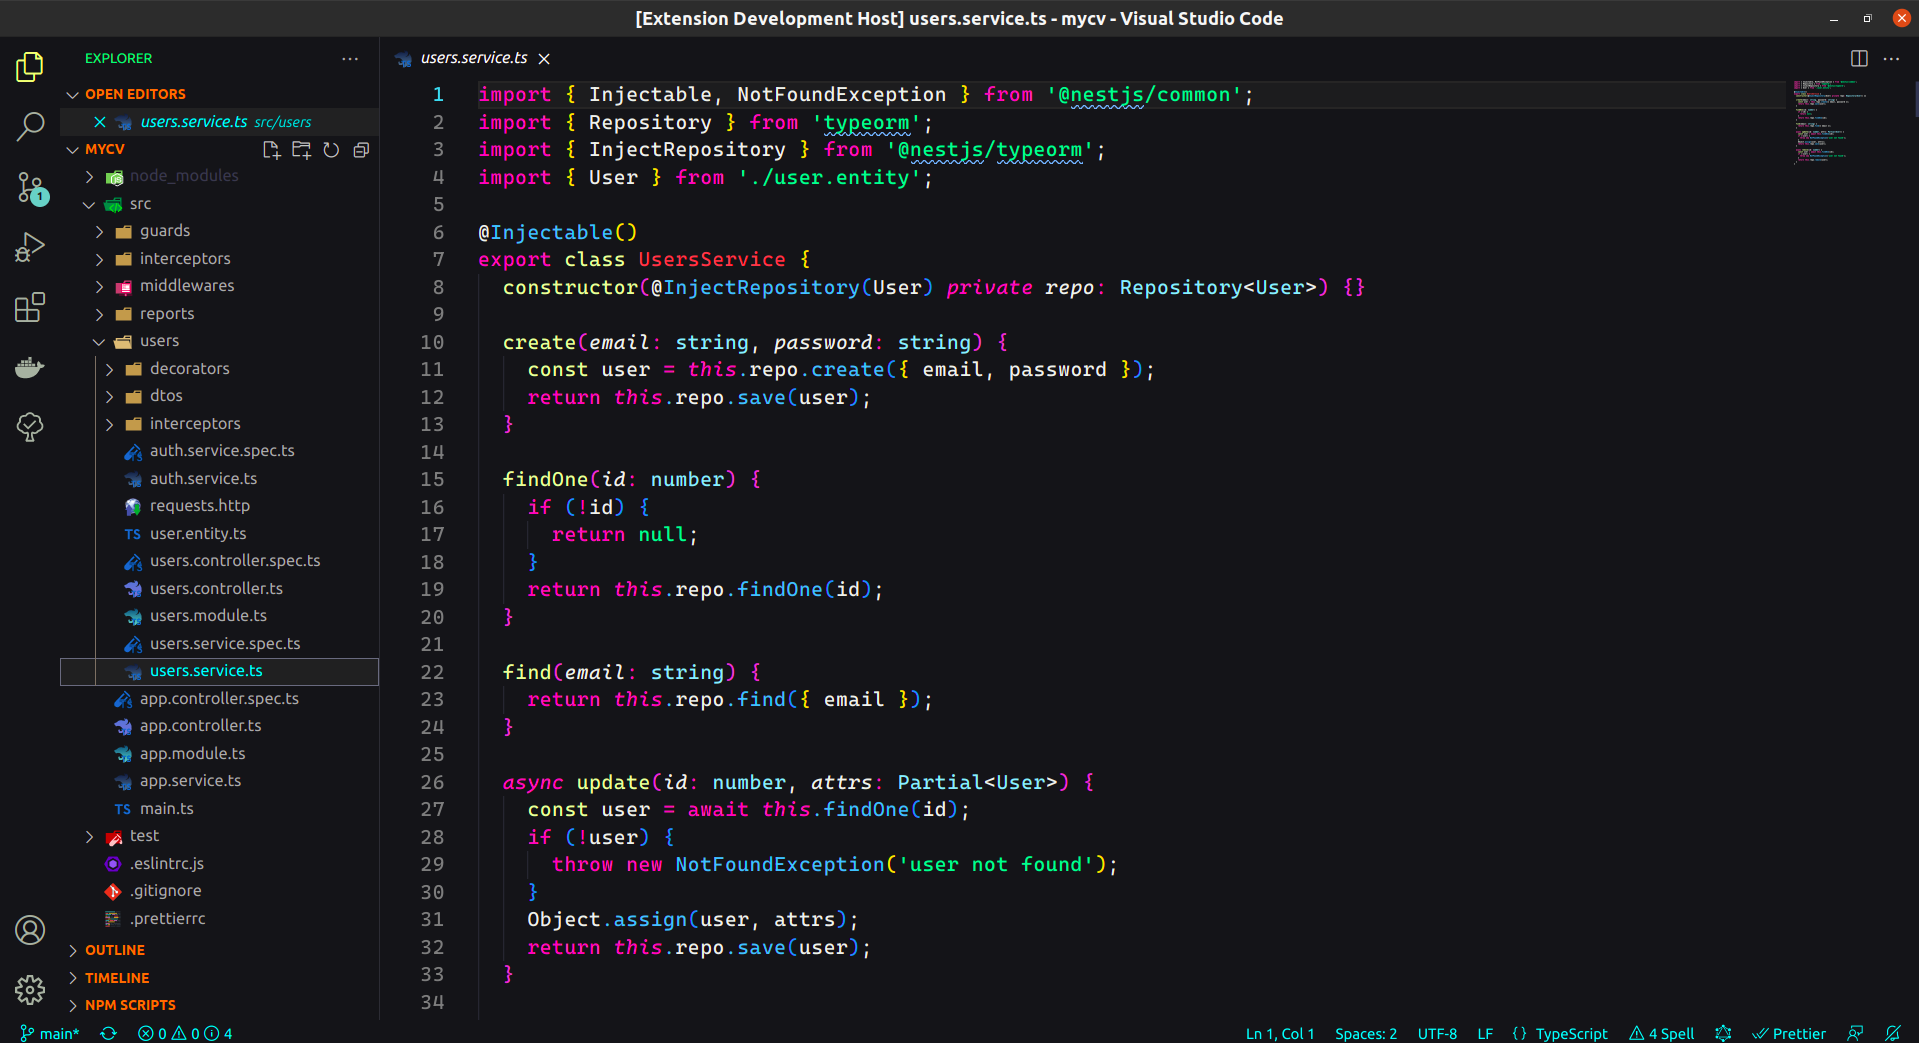 [Extension Development Host] users.service.ts - mycv - Visual Studio Code
EXPLORER
OPEN EDITORS
users.service.ts src/users
MYCV
node_modules
src
guards
interceptors
middlewares
reports
users
decorators
dtos
interceptors
auth.service.spec.ts
auth.service.ts
requests.http
TS user.entity.ts
users.controller.spec.ts
users.controller.ts
users.module.ts
users.service.spec.ts
users.service.ts
app.controller.spec.ts
app.controller.ts
app.module.ts
app.service.ts
TS main.ts
test
.eslintrc.js
.gitignore
.prettierrc
OUTLINE
TIMELINE
NPM SCRIPTS
1
users.service.ts
1 import { Injectable, NotFoundException } from '@nestjs/common';
2 import { Repository } from 'typeorm';
3 import { InjectRepository } from '@nestjs/typeorm';
4 import { User } from './user.entity';
5
6 @Injectable()
7 export class UsersService {
8 constructor(@InjectRepository(User) private repo: Repository<User>) {}
9
10 create(email: string, password: string) {
11 const user = this.repo.create({ email, password });
12 return this.repo.save(user);
13 }
14
15 findOne(id: number) {
16 if (!id) {
17 return null;
18 }
19 return this.repo.findOne(id);
20 }
21
22 find(email: string) {
23 return this.repo.find({ email });
24 }
25
26 async update(id: number, attrs: Partial<User>) {
27 const user = await this.findOne(id);
28 if (!user) {
29 throw new NotFoundException('user not found');
30 }
31 Object.assign(user, attrs);
32 return this.repo.save(user);
33 }
34
main* 0 0 4 Ln 1, Col 1 Spaces: 2 UTF-8 LF {} TypeScript 4 Spell Prettier